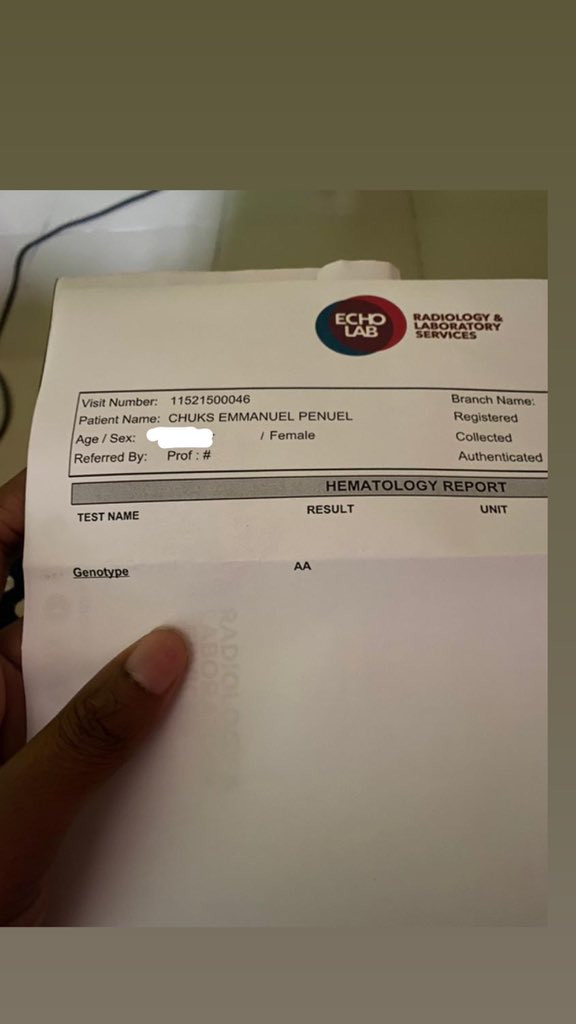 ECHO
LAB
RADIOLOGY &
LABORATORY
SERVICES
Visit Number: 11521500046
Branch Name:
Patient Name: CHUKS EMMANUEL PENUEL
Registered
Age / Sex: / Female
Collected
Referred By: Prof : #
Authenticated
HEMATOLOGY REPORT
TEST NAME RESULT UNIT
Genotype AA